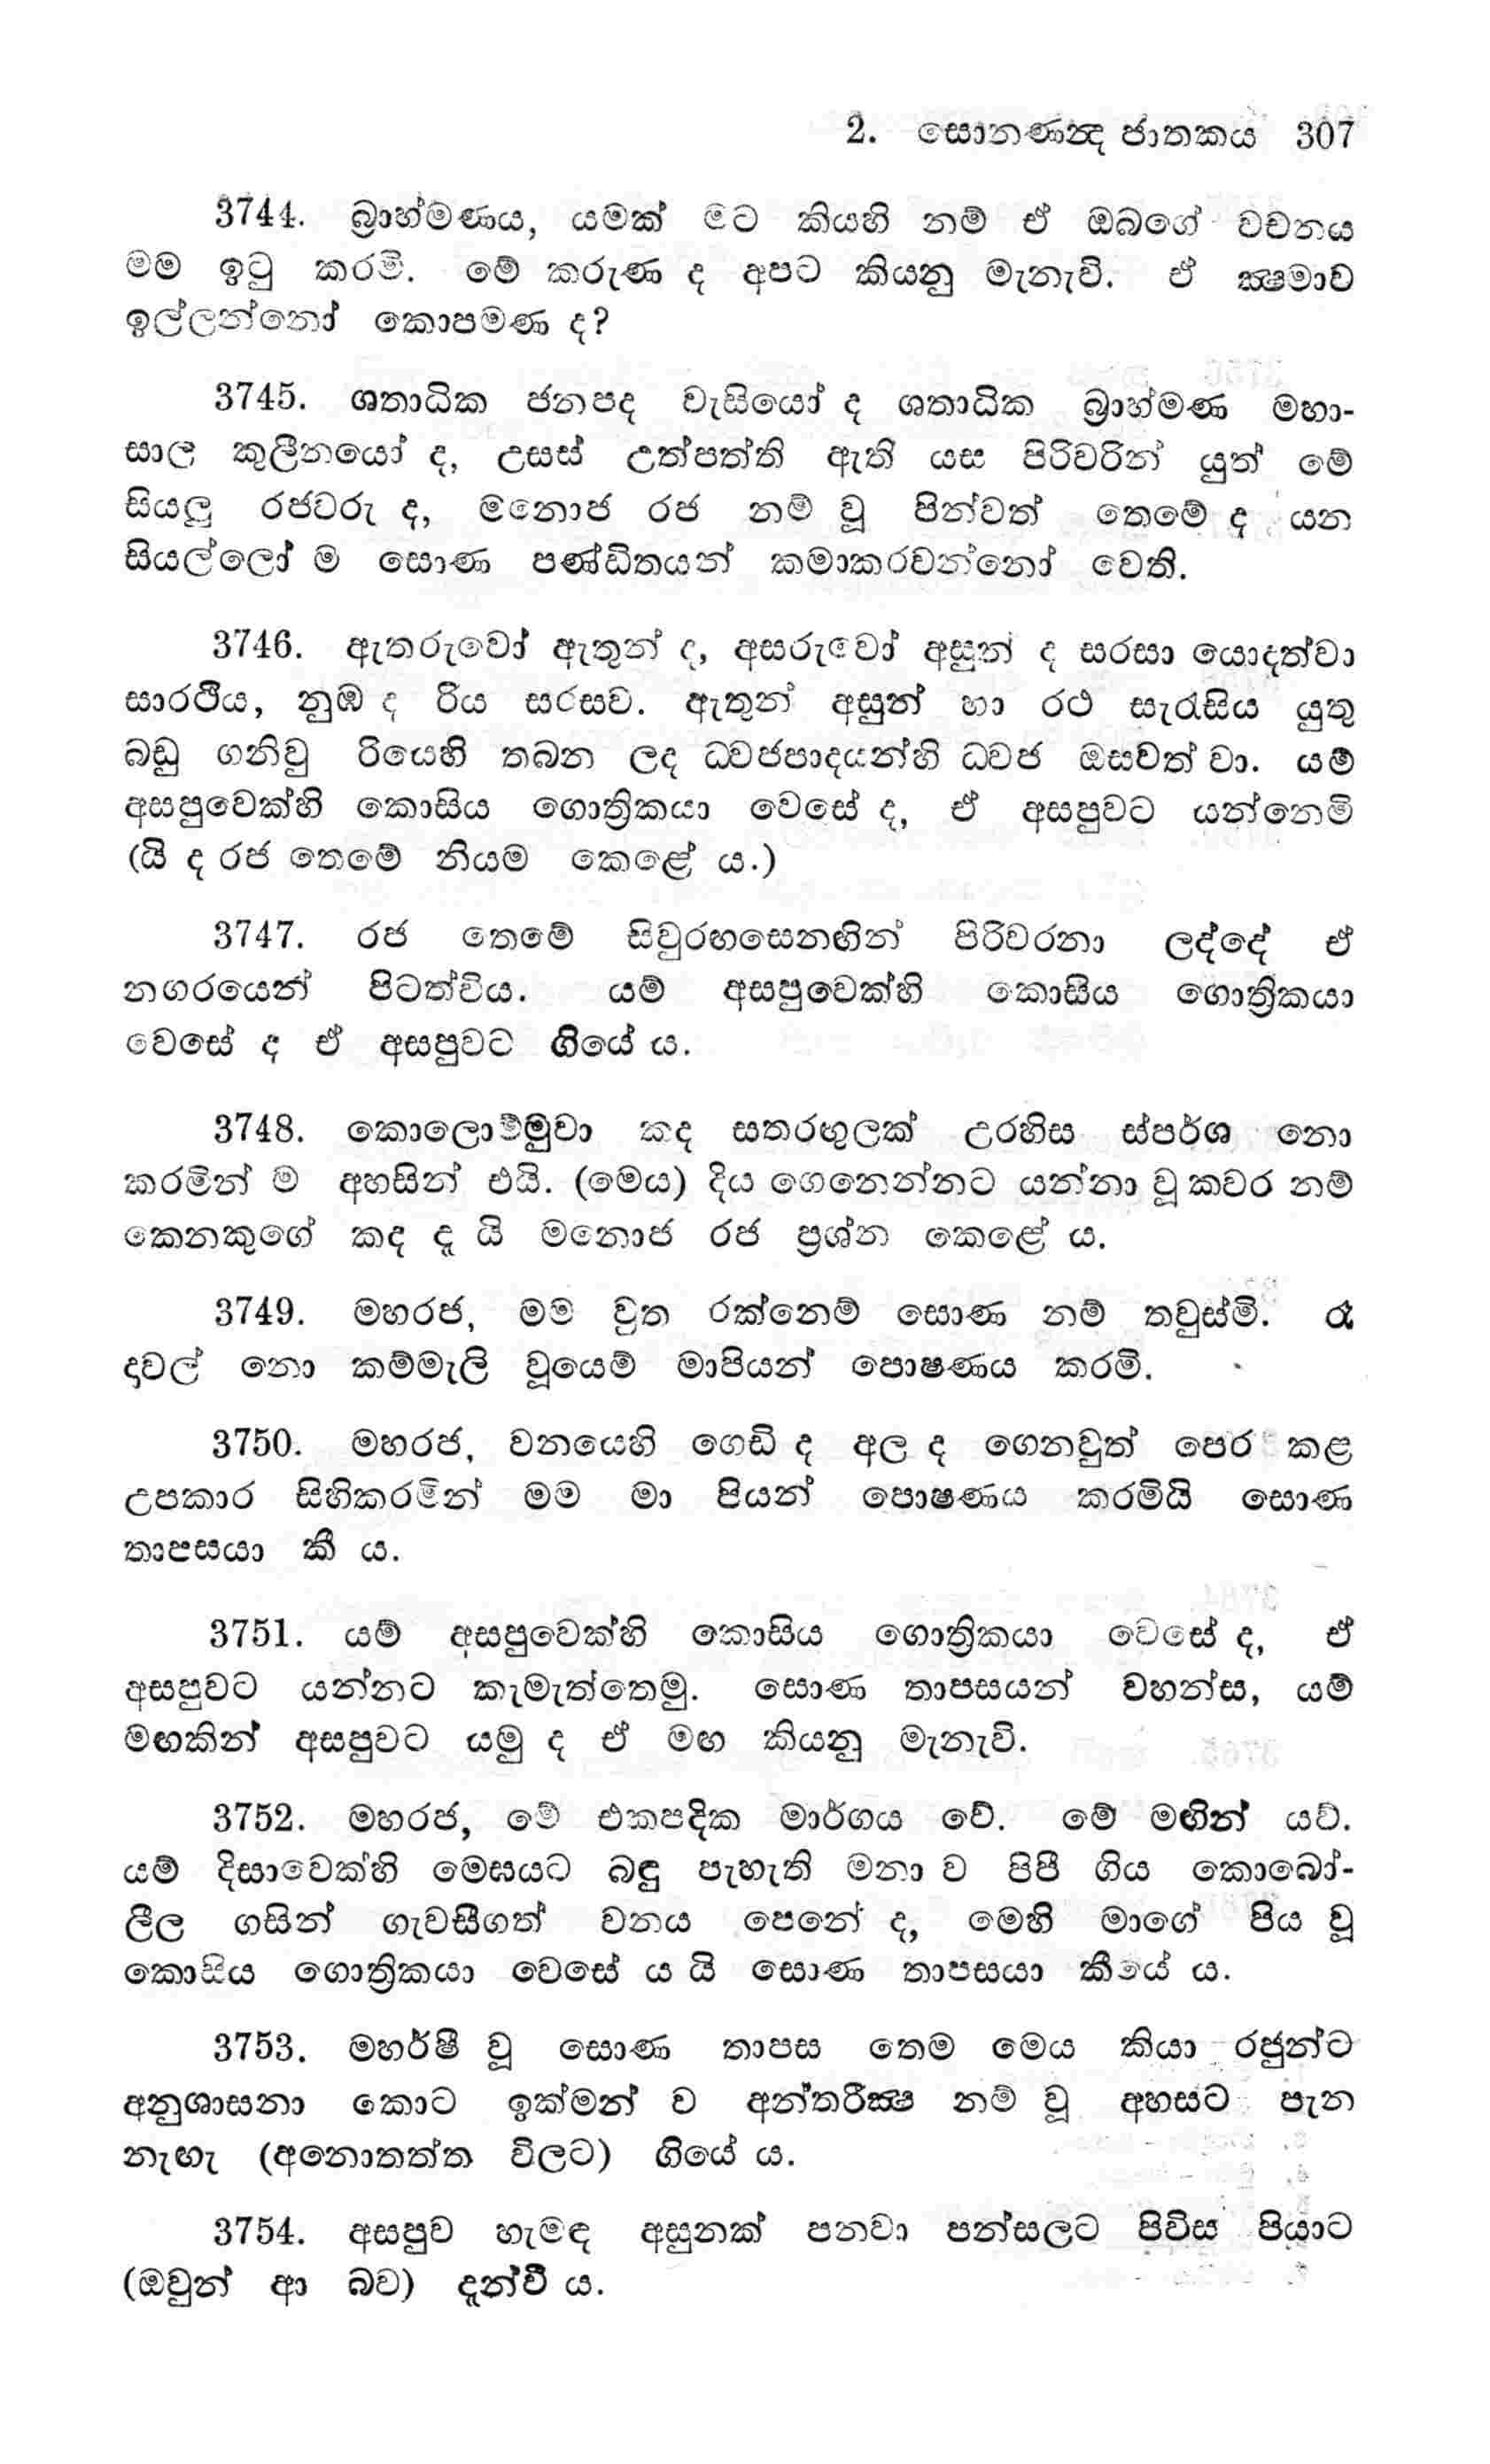 2. සොනණන්‍ද ජාතකය 307
3744. බ්‍රාහ්මණය, යමක් මට කියහි නම් ඒ ඔබගේ වචනය
මම ඉටු කරමි. මේ කරුණ ද අපට කියනු මැනැවි. ඒ ක්‍ෂමාව
ඉල්ලන්නෝ කොපමණ ද?
3745. ශතාධික ජනපද වැසියෝ ද ශතාධික බ්‍රාහ්මණ මහා-
සාල කුලීනයෝ ද, උසස් උත්පත්ති ඇති යස පිරිවරින් යුත් මේ
සියලු රජවරු ද, මනොජ රජ නම් වූ පින්වත් තෙමේ ද යන
සියල්ලෝ ම සොණ පණ්ඩිතයන් කමාකරවන්නෝ වෙති.
3746. ඇතරුවෝ ඇතුන් ද, අසරුවෝ අසුන් ද සරසා යොදත්වා
සාරථිය, නුඹ ද රිය සරසව. ඇතුන් අසුන් හා රථ සැරැසිය යුතු
බඩු ගනිවු රියෙහි තබන ලද ධ්වජපාදයන්හි ධ්වජ ඔසවත් වා. යම්
අසපුවෙක්හි කොසිය ගොත්‍රිකයා වෙසේ ද, ඒ අසපුවට යන්නෙමි
(යි ද රජ තෙමේ නියම කෙළේ ය.)
3747. රජ තෙමේ සිවුරඟසෙනඟින් පිරිවරනා ලද්දේ ඒ
නගරයෙන් පිටත්විය. යම් අසපුවෙක්හි කොසිය ගොත්‍රිකයා
වෙසේ ද ඒ අසපුවට ගියේ ය.
3748. කොලොම්මුවා කද සතරඟුලක් උරහිස ස්පර්ශ නො
කරමින් ම අහසින් එයි. (මෙය) දිය ගෙනෙන්නට යන්නා වූ කවර නම්
කෙනකුගේ කද දැ යි මනොජ රජ ප්‍රශ්න කෙළේ ය.
3749. මහරජ, මම වුත රක්නෙම් සොණ නම් තවුස්මි. රෑ
දාවල් නො කම්මැලි වූයෙම් මාපියන් පොෂණය කරමි.
3750. මහරජ, වනයෙහි ගෙඩි ද අල ද ගෙනවුත් පෙර කළ
උපකාර සිහිකරමින් මම මා පියන් පොෂණය කරමියි සොණ
තාපසයා කී ය.
3751. යම් අසපුවෙක්හි කොසිය ගොත්‍රිකයා වෙසේ ද, ඒ
අසපුවට යන්නට කැමැත්තෙමු. සොණ තාපසයන් වහන්ස, යම්
මඟකින් අසපුවට යමු ද ඒ මඟ කියනු මැනැවි.
3752. මහරජ, මේ එකපදික මාර්ගය වේ. මේ මඟින් යව්.
යම් දිසාවෙක්හි මෙඝයට බඳු පැහැති මනා ව පිපී ගිය කොබෝ-
ලීල ගසින් ගැවසීගත් වනය පෙනේ ද, මෙහි මාගේ පිය වූ
කොසිය ගොත්‍රිකයා වෙසේ ය යි සොණ තාපසයා කීයේ ය.
3753. මහර්ෂී වූ සොණ තාපස තෙම මෙය කියා රජුන්ට
අනුශාසනා කොට ඉක්මන් ව අන්තරීක්‍ෂ නම් වූ අහසට පැන
නැඟැ (අනොතත්ත විලට) ගියේ ය.
3754. අසපුව හැමඳ අසුනක් පනවා පන්සලට පිවිස පියාට
(ඔවුන් ආ බව) දැන්වී ය.